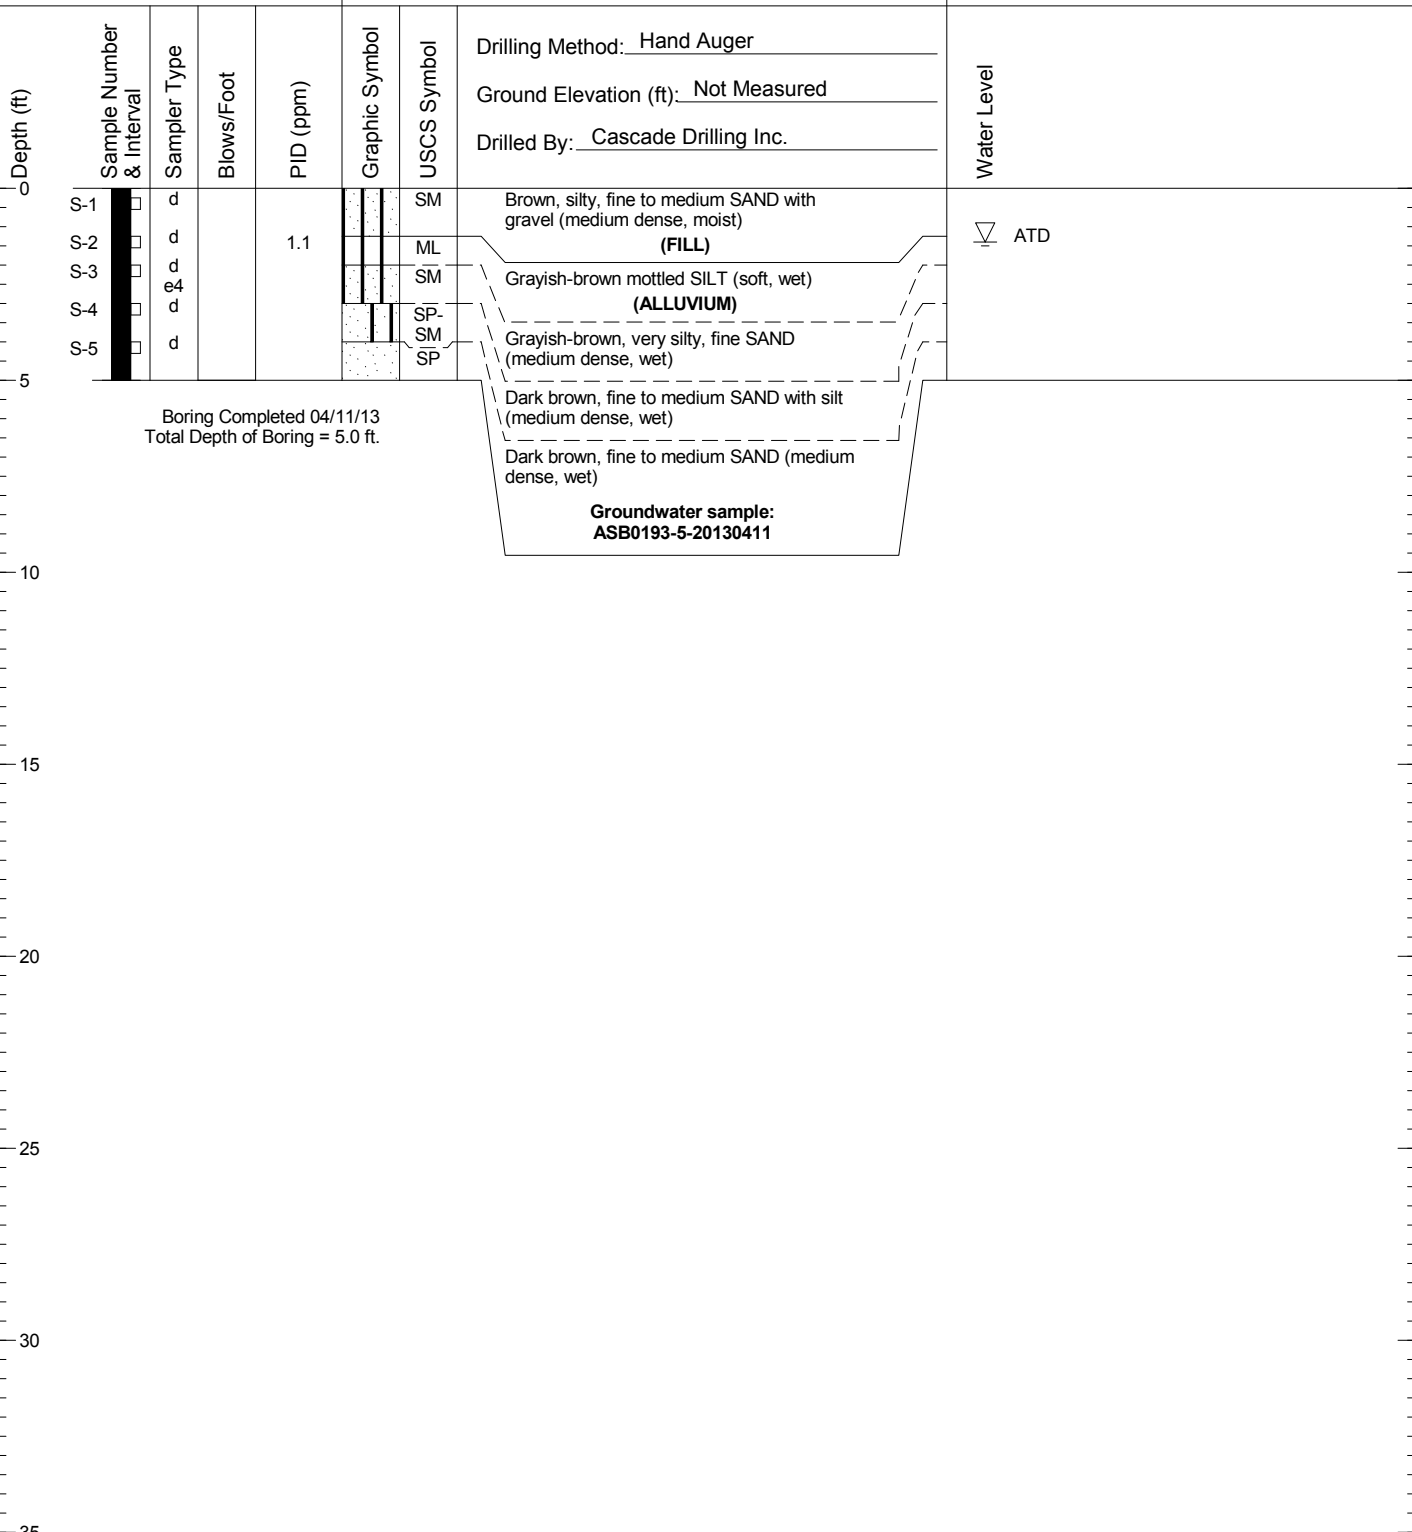 Depth (ft)
Sample Number
& Interval
Sampler Type
Blows/Foot
PID (ppm)
Graphic Symbol
USCS Symbol
Drilling Method: Hand Auger
Ground Elevation (ft): Not Measured
Drilled By: Cascade Drilling Inc.
Water Level
0
S-1 d SM Brown, silty, fine to medium SAND with
gravel (medium dense, moist)
S-2 d 1.1 ML (FILL) ATD
S-3 d SM Grayish-brown mottled SILT (soft, wet)
e4
S-4 d SP- (ALLUVIUM)
SM Grayish-brown, very silty, fine SAND
S-5 d SP (medium dense, wet)
5
Dark brown, fine to medium SAND with silt
(medium dense, wet)
Boring Completed 04/11/13
Total Depth of Boring = 5.0 ft.
Dark brown, fine to medium SAND (medium
dense, wet)
Groundwater sample:
ASB0193-5-20130411
10
15
20
25
30
35